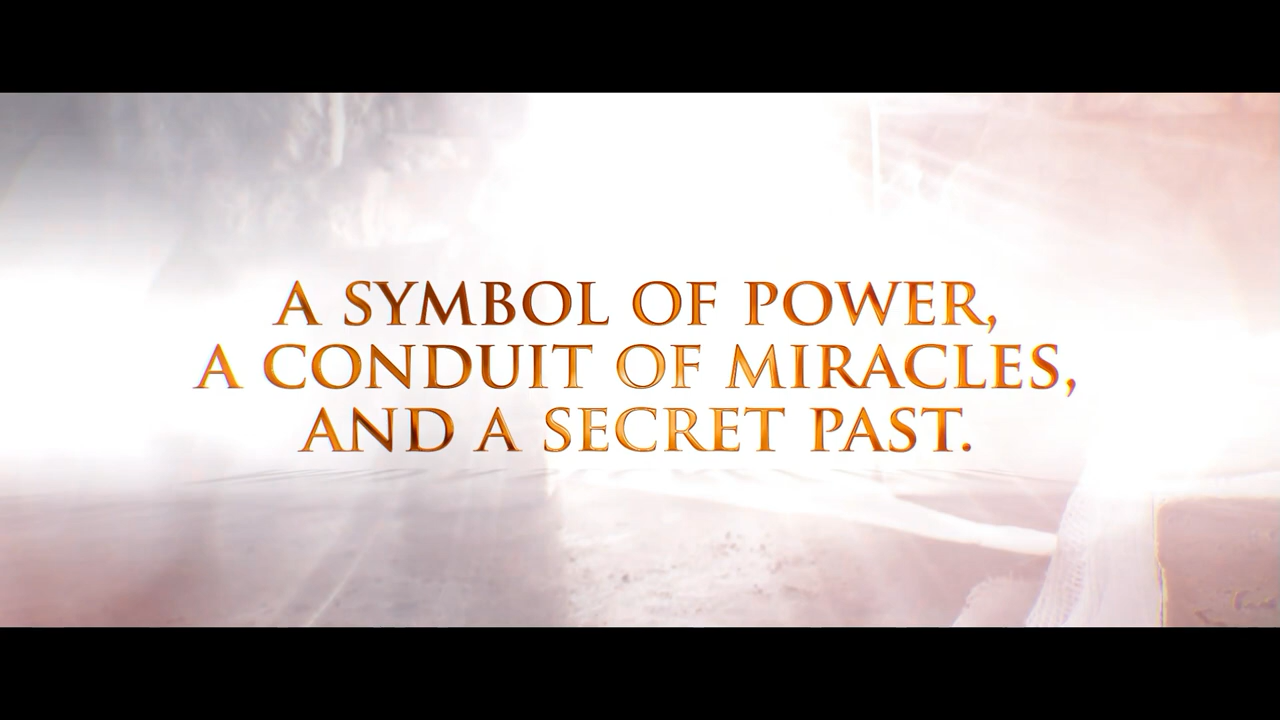 A SYMBOL OF POWER,
A CONDUIT OF MIRACLES,
AND A SECRET PAST.